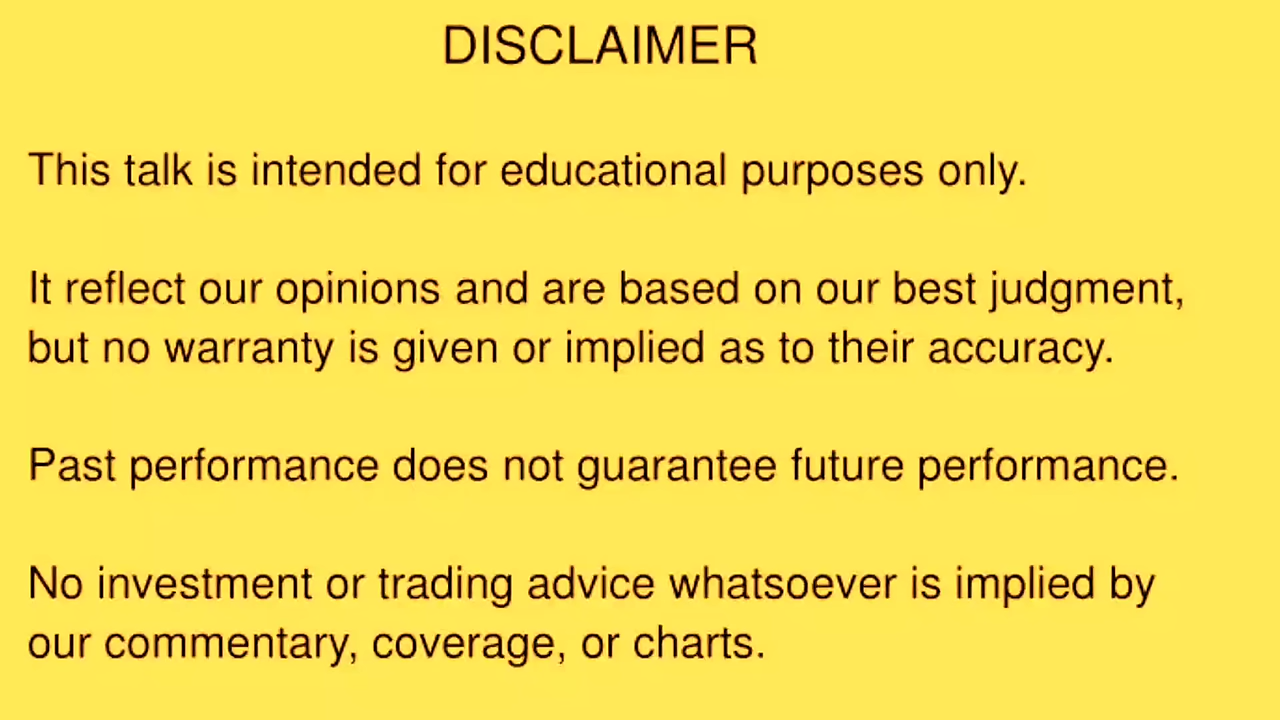 DISCLAIMER
This talk is intended for educational purposes only.
It reflect our opinions and are based on our best judgment,
but no warranty is given or implied as to their accuracy.
Past performance does not guarantee future performance.
No investment or trading advice whatsoever is implied by
our commentary, coverage, or charts.